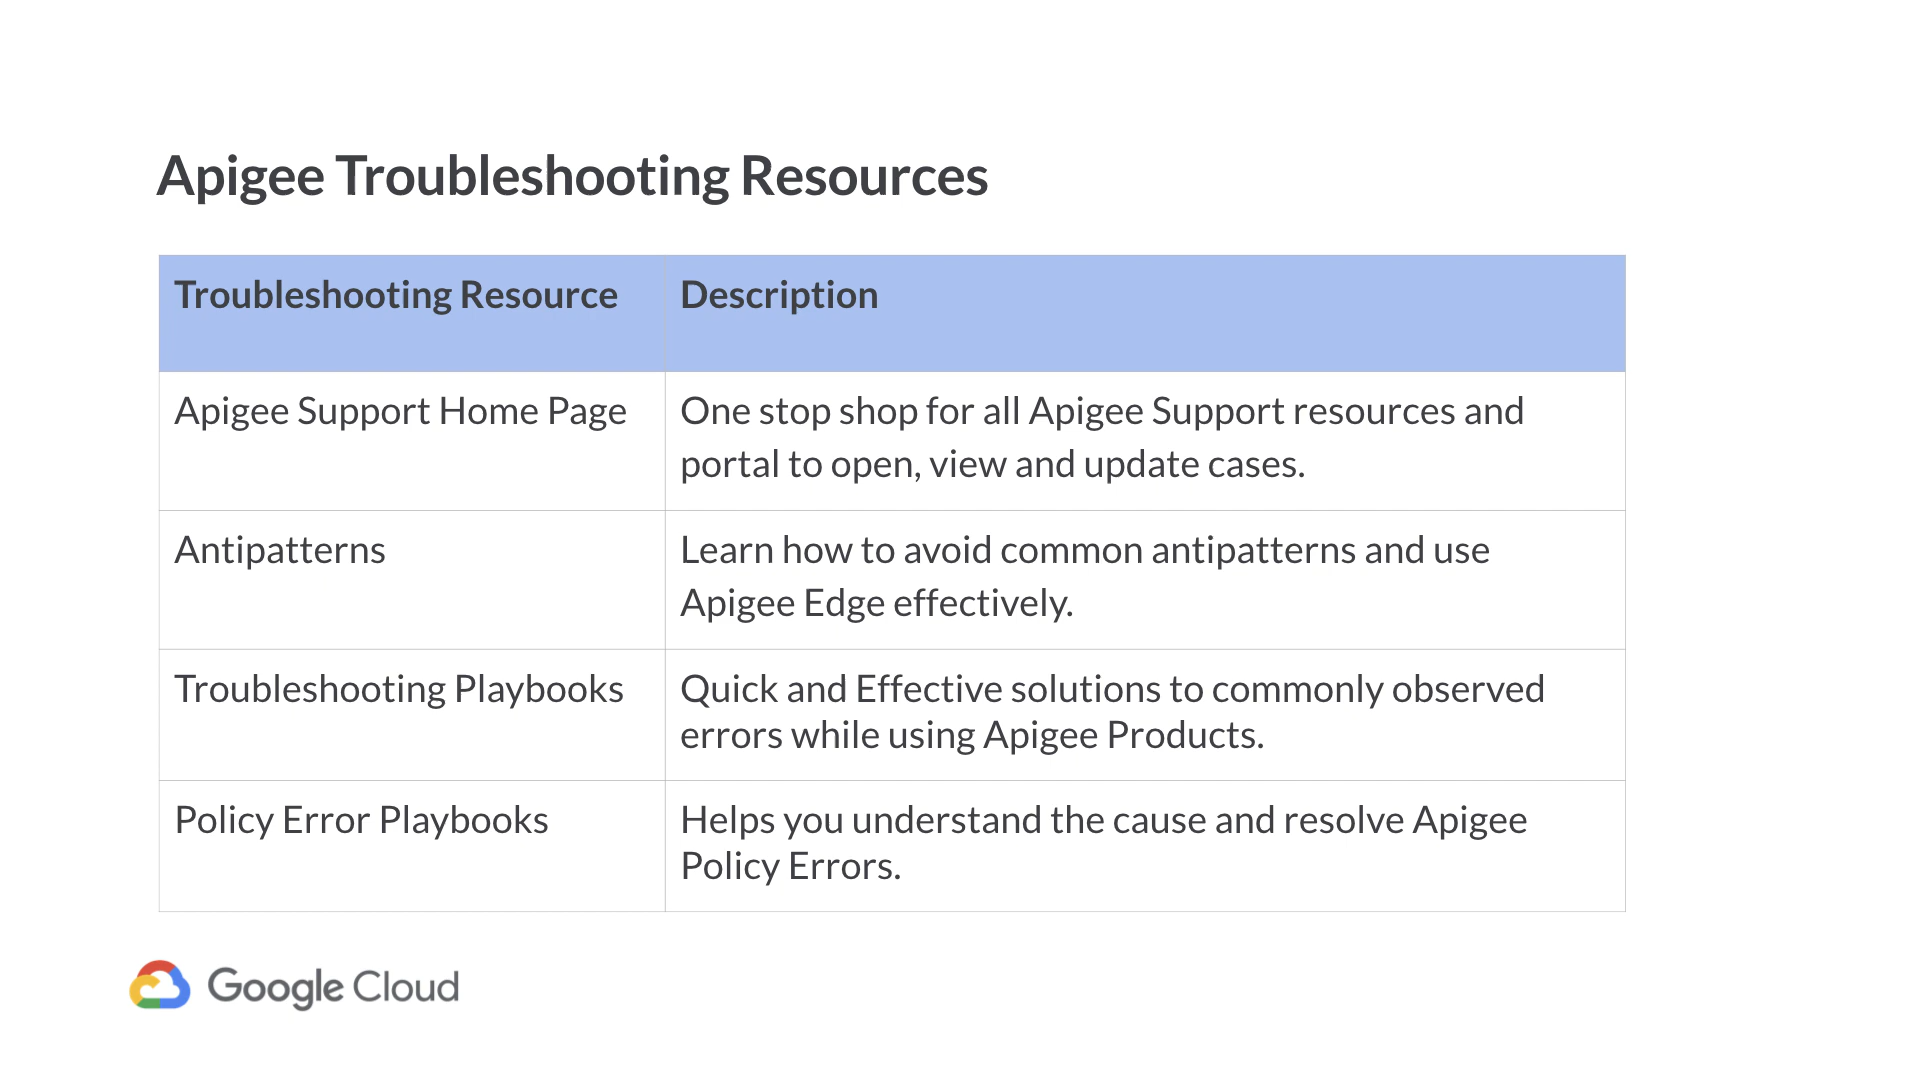 Apigee Troubleshooting Resources
Troubleshooting Resource
Description
Apigee Support Home Page
One stop shop for all Apigee Support resources and
portal to open, view and update cases.
Antipatterns
Learn how to avoid common antipatterns and use
Apigee Edge effectively.
Troubleshooting Playbooks
Quick and Effective solutions to commonly observed
errors while using Apigee Products.
Policy Error Playbooks
Helps you understand the cause and resolve Apigee
Policy Errors.
Google Cloud